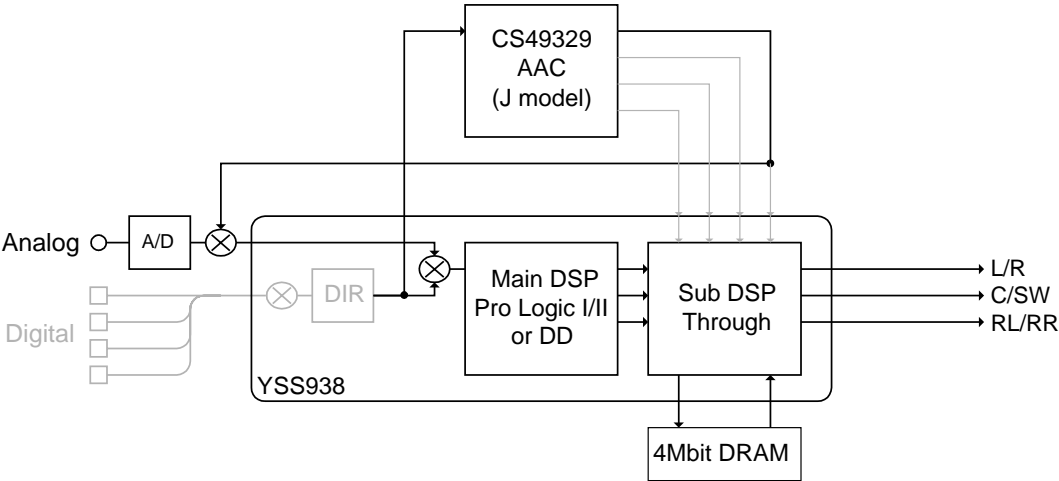 CS49329
AAC
(J model)
Analog
A/D
Digital
DIR
Main DSP
Pro Logic I/II
or DD
Sub DSP
Through
L/R
C/SW
RL/RR
YSS938
4Mbit DRAM